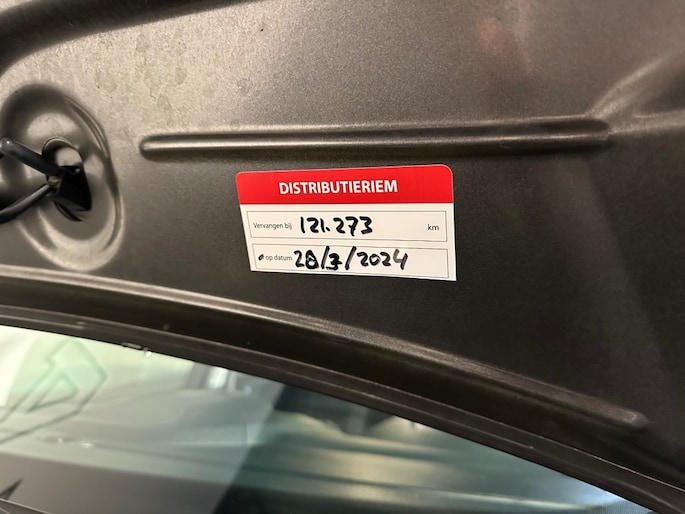 DISTRIBUTIERIEM
Vervangen bij 121.273 km
op datum 28/3/2024